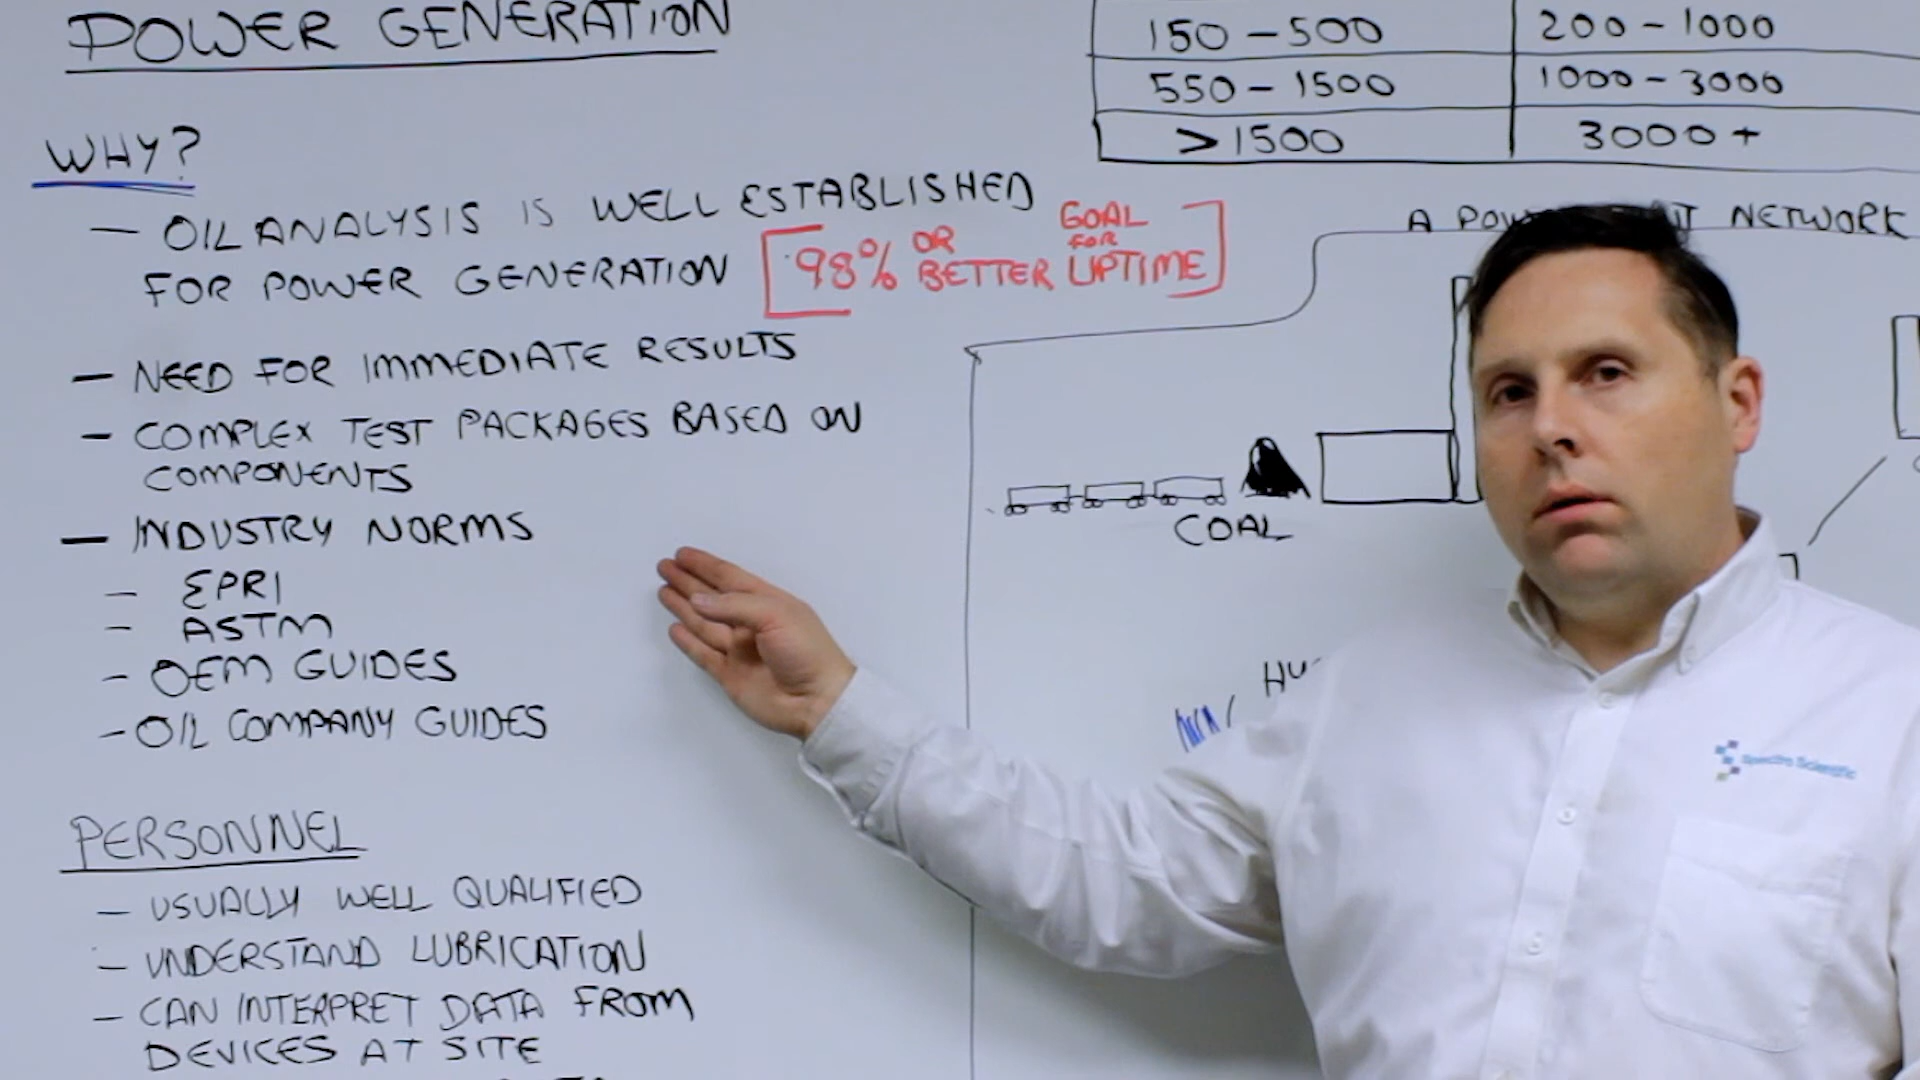 POWER GENERATION
WHY?
— OIL ANALYSIS IS WELL ESTABLISHED
FOR POWER GENERATION
[98% OR BETTER GOAL FOR UPTIME]
— NEED FOR IMMEDIATE RESULTS
— COMPLEX TEST PACKAGES BASED ON
COMPONENTS
— INDUSTRY NORMS
— EPRI
— ASTM
- OEM GUIDES
- OIL COMPANY GUIDES
PERSONNEL
— USUALLY WELL QUALIFIED
— UNDERSTAND LUBRICATION
— CAN INTERPRET DATA FROM
DEVICES AT SITE
150 – 500 200 – 1000
550 – 1500 1000 – 3000
>1500 3000 +
A NETWORK
COAL
Spectro Scientific